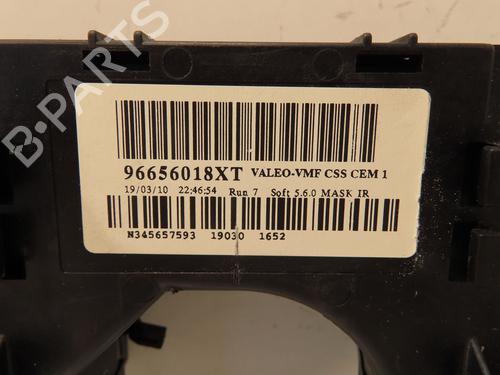 96656018XT VALEO-VMF CSS CEM 1
19/03/10 22:46:54 Run 7 Soft 5.6.0 MASK IR
N345657593 19030 1652
B-PARTS